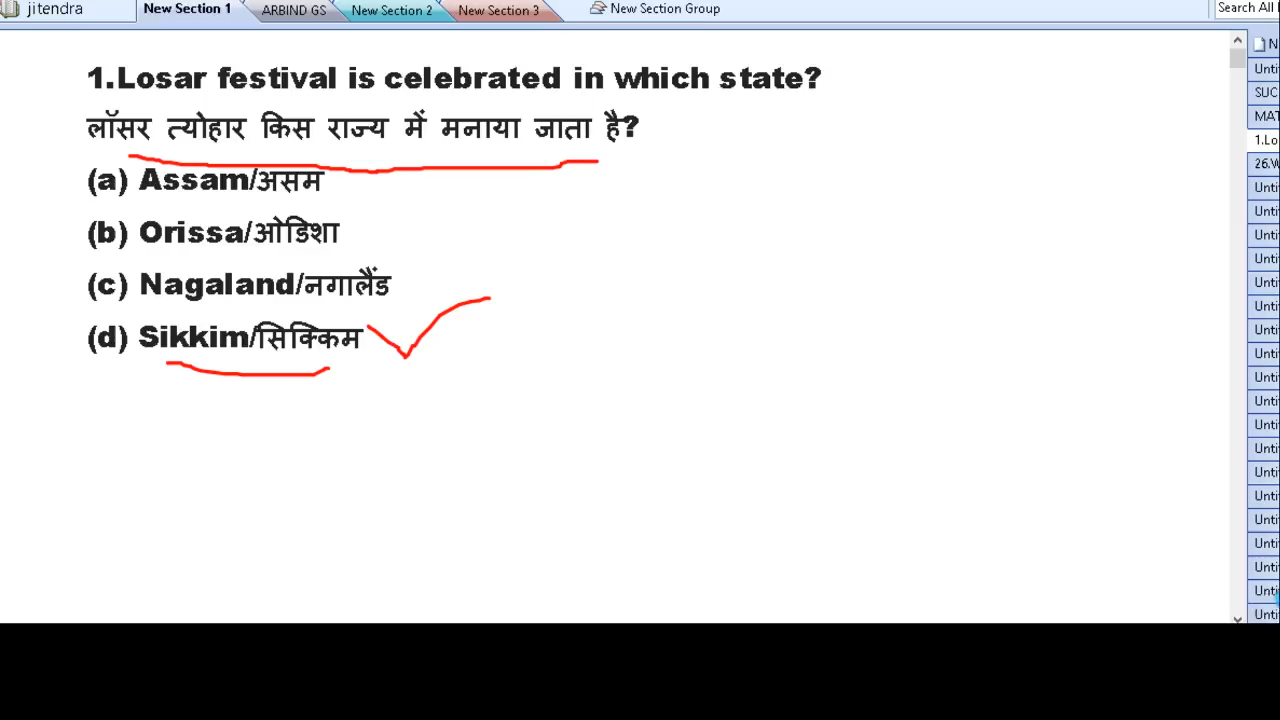 jitendra
New Section 1
ARBIND GS
New Section 2
New Section 3
New Section Group
Search All
1.Losar festival is celebrated in which state?
लॉसर त्योहार किस राज्य में मनाया जाता है?
(a) Assam/असम
(b) Orissa/ओडिशा
(c) Nagaland/नगालैंड
(d) Sikkim/सिक्किम